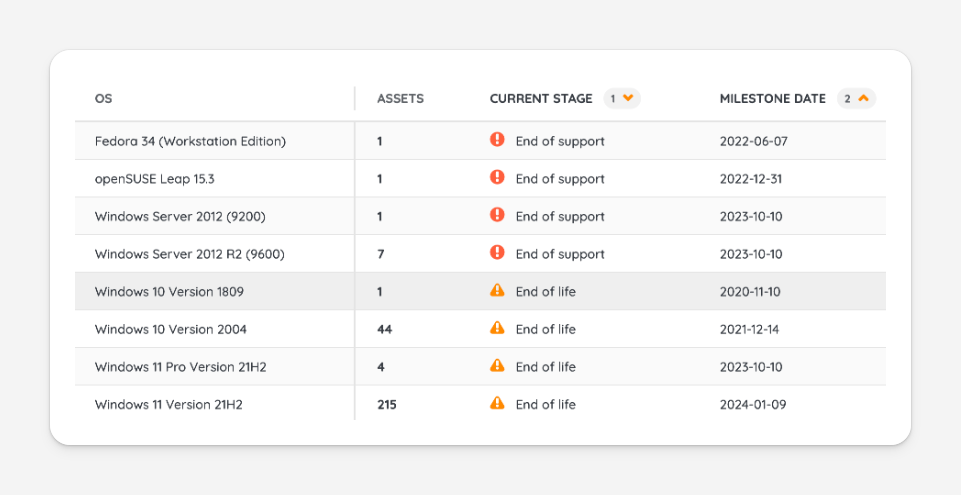 OS ASSETS CURRENT STAGE 1 MILESTONE DATE 2
Fedora 34 (Workstation Edition) 1 End of support 2022-06-07
openSUSE Leap 15.3 1 End of support 2022-12-31
Windows Server 2012 (9200) 1 End of support 2023-10-10
Windows Server 2012 R2 (9600) 7 End of support 2023-10-10
Windows 10 Version 1809 1 End of life 2020-11-10
Windows 10 Version 2004 44 End of life 2021-12-14
Windows 11 Pro Version 21H2 4 End of life 2023-10-10
Windows 11 Version 21H2 215 End of life 2024-01-09